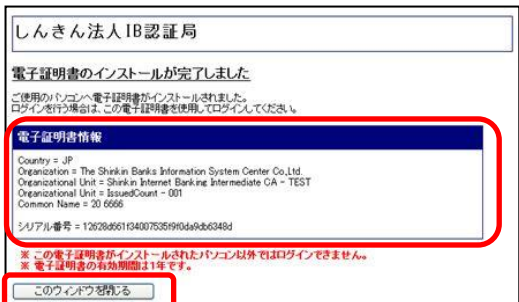 しんきん法人IB認証局
電子証明書のインストールが完了しました
ご使用のパソコンへ電子証明書がインストールされました。
ログインを行う場合は、この電子証明書を使用してログインしてください。
電子証明書情報
Country = JP
Organization = The Shinkin Banks Information System Center Co.,Ltd.
Organizational Unit = Shinkin Internet Banking Intermediate CA - TEST
Organizational Unit = IssuedCount - 001
Common Name = 20 6666
シリアル番号 =
※ この電子証明書がインストールされたパソコン以外ではログインできません。
※ 電子証明書の有効期間は1年です。
このウィンドウを閉じる